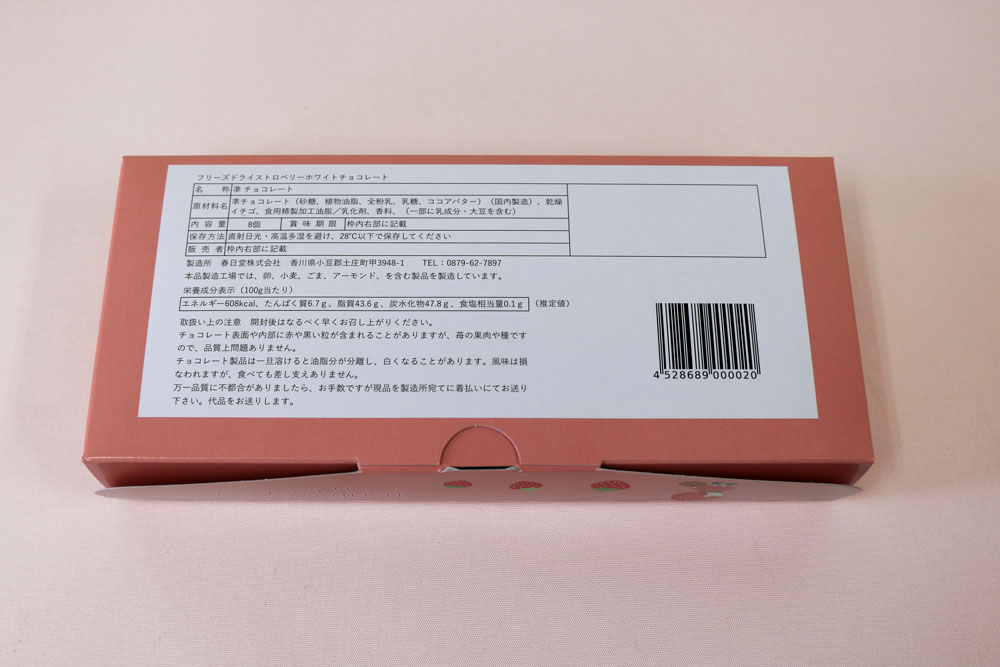 フリーズドライストロベリーホワイトチョコレート
名 称 準 チョコレート
原材料名 準チョコレート（砂糖、植物油脂、全粉乳、乳糖、ココアバター）（国内製造）、乾燥
イチゴ、食用精製加工油脂／乳化剤、香料、（一部に乳成分・大豆を含む）
内 容 量 8個 賞 味 期 限 枠内右部に記載
保存方法 直射日光・高温多湿を避け、28℃以下で保存してください
販 売 者 枠内右部に記載
製造所 春日堂株式会社 香川県小豆郡土庄町甲3948-1 TEL：0879-62-7897
本品製造工場では、卵、小麦、ごま、アーモンド、を含む製品を製造しています。
栄養成分表示（100g当たり）
エネルギー608kcal、たんぱく質6.7ｇ、脂質43.6ｇ、炭水化物47.8ｇ、食塩相当量0.1ｇ（推定値）
取扱い上の注意 開封後はなるべく早くお召し上がりください。
チョコレート表面や内部に赤や黒い粒が含まれることがありますが、苺の果肉や種です
ので、品質上問題ありません。
チョコレート製品は一旦溶けると油脂分が分離し、白くなることがあります。風味は損
なわれますが、食べても差し支えありません。
万一品質に不都合がありましたら、お手数ですが現品を製造所宛てに着払いにてお送り
下さい。代品をお送りします。
4 528689 000020